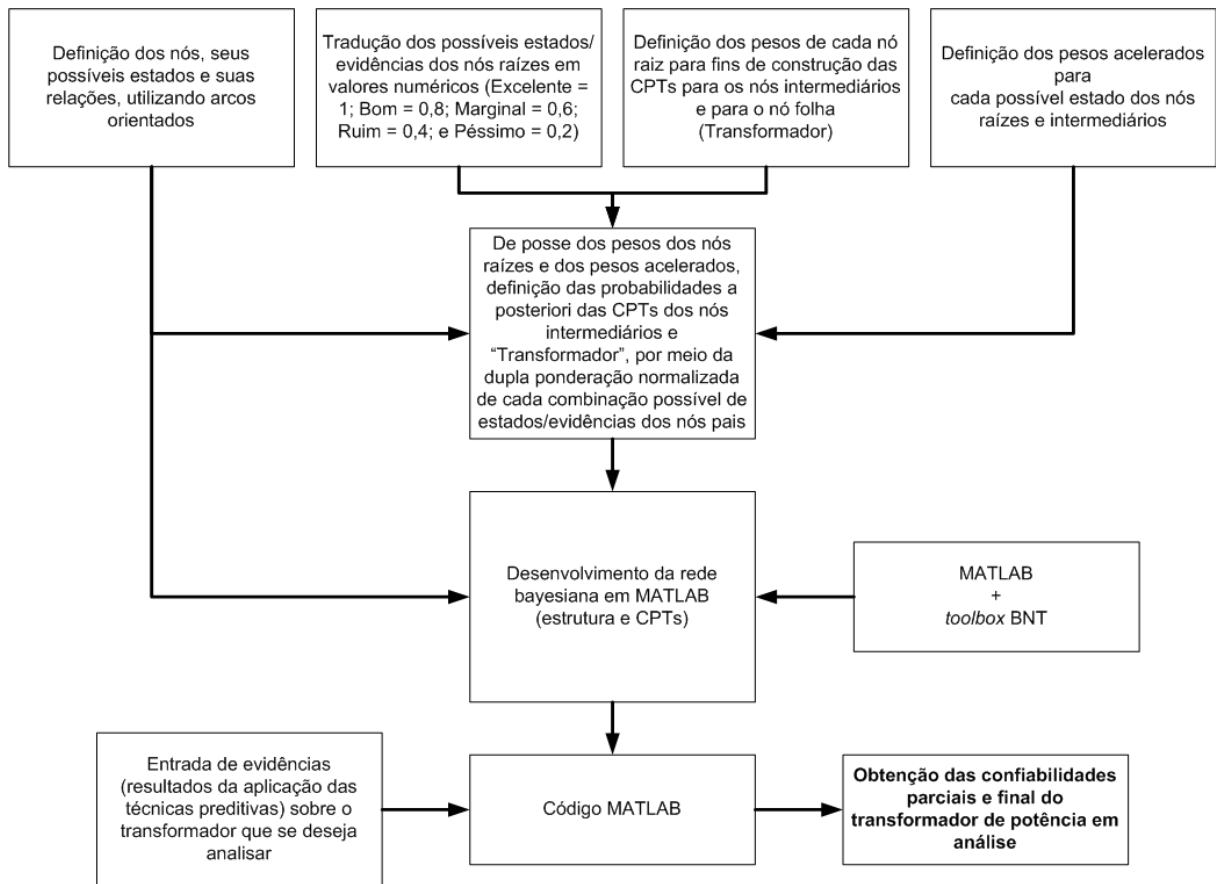 Definição dos nós, seus
possíveis estados e suas
relações, utilizando arcos
orientados
Tradução dos possíveis estados/
evidências dos nós raízes em
valores numéricos (Excelente =
1; Bom = 0,8; Marginal = 0,6;
Ruim = 0,4; e Péssimo = 0,2)
Definição dos pesos de cada nó
raiz para fins de construção das
CPTs para os nós intermediários
e para o nó folha
(Transformador)
Definição dos pesos acelerados
para
cada possível estado dos nós
raízes e intermediários
De posse dos pesos dos nós
raízes e dos pesos acelerados,
definição das probabilidades a
posteriori das CPTs dos nós
intermediários e
“Transformador”, por meio da
dupla ponderação normalizada
de cada combinação possível de
estados/evidências dos nós pais
Desenvolvimento da rede
bayesiana em MATLAB
(estrutura e CPTs)
MATLAB
+
toolbox BNT
Entrada de evidências
(resultados da aplicação das
técnicas preditivas) sobre o
transformador que se deseja
analisar
Código MATLAB
Obtenção das confiabilidades
parciais e final do
transformador de potência em
análise